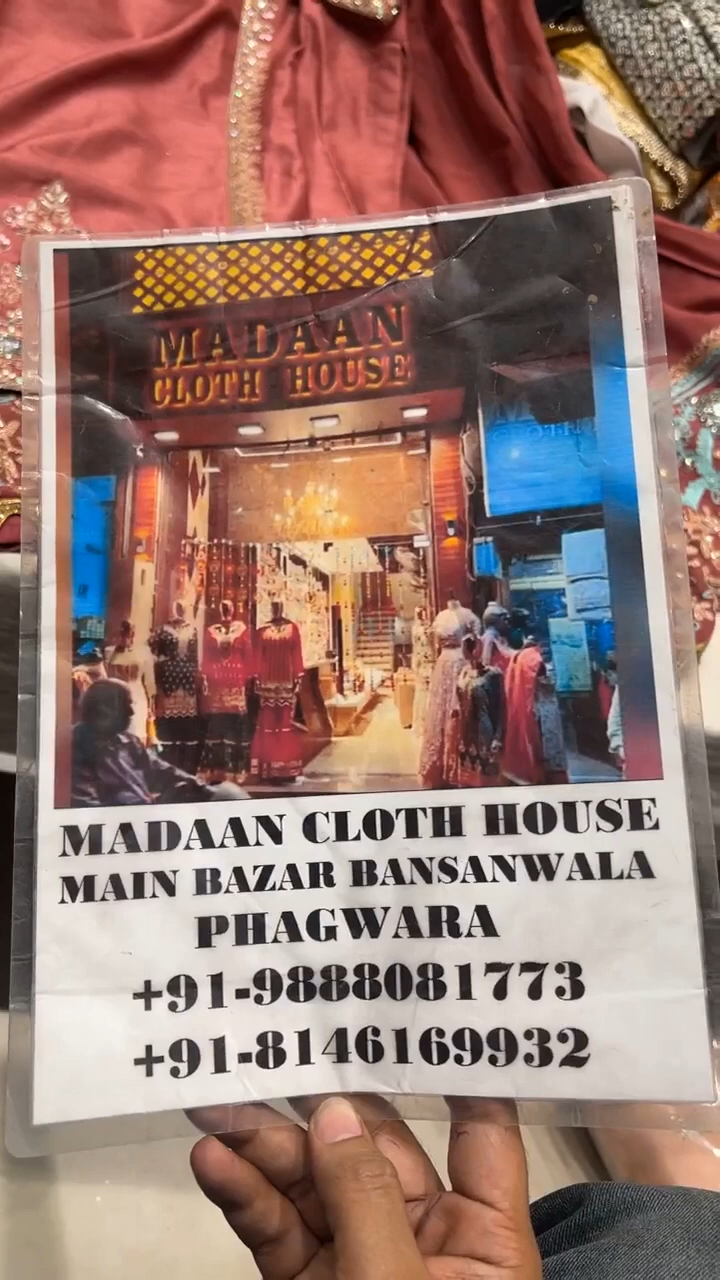 MADAAN
CLOTH HOUSE
MADAAN CLOTH HOUSE
MAIN BAZAR BANSANWALA
PHAGWARA
+91-9888081773
+91-8146169932